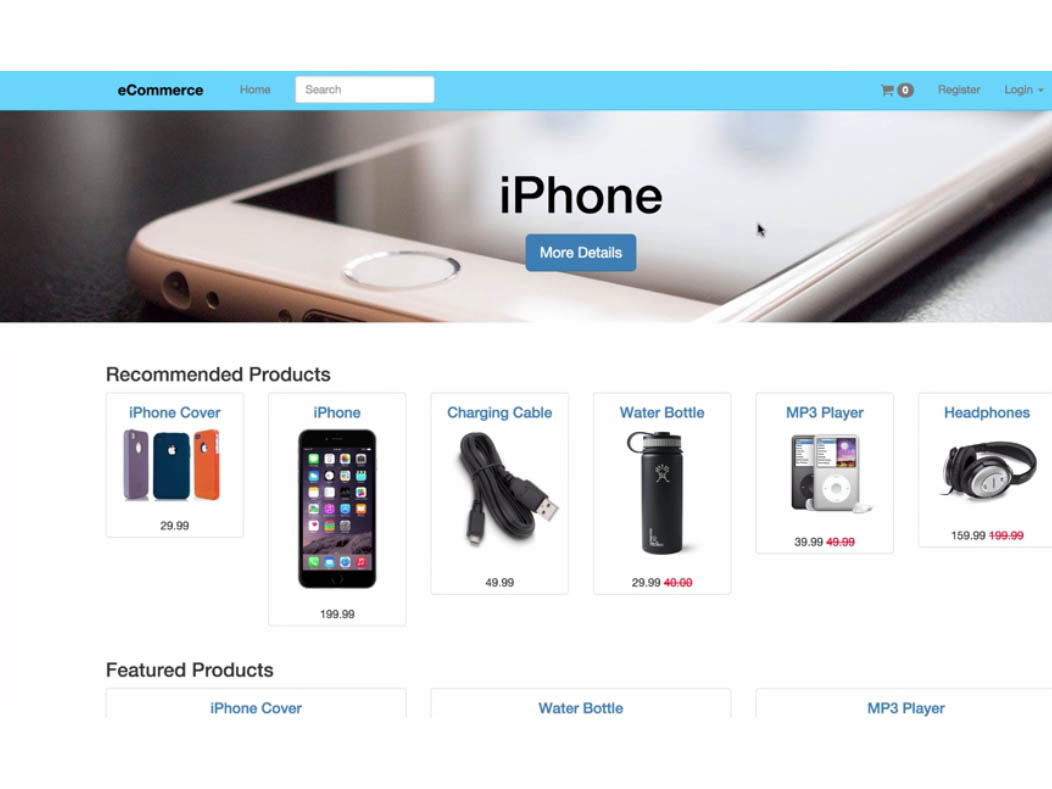 eCommerce Home Search 0 Register Login
iPhone
More Details
Recommended Products
iPhone Cover
29.99
iPhone
199.99
Charging Cable
49.99
Water Bottle
29.99 40.00
MP3 Player
39.99 49.99
Headphones
159.99 199.99
Featured Products
iPhone Cover
Water Bottle
MP3 Player